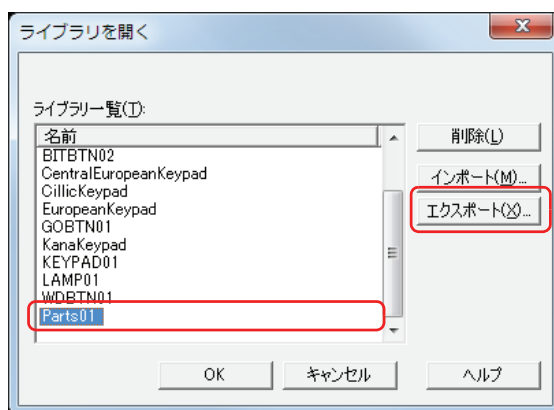 ライブラリを開く
ライブラリ一覧(T):
名前
BITBTN02
CentralEuropeanKeypad
CillicKeypad
EuropeanKeypad
GOBTN01
KanaKeypad
KEYPAD01
LAMP01
WDBTN01
Parts01
削除(L)
インポート(M)...
エクスポート(X)...
OK
キャンセル
ヘルプ